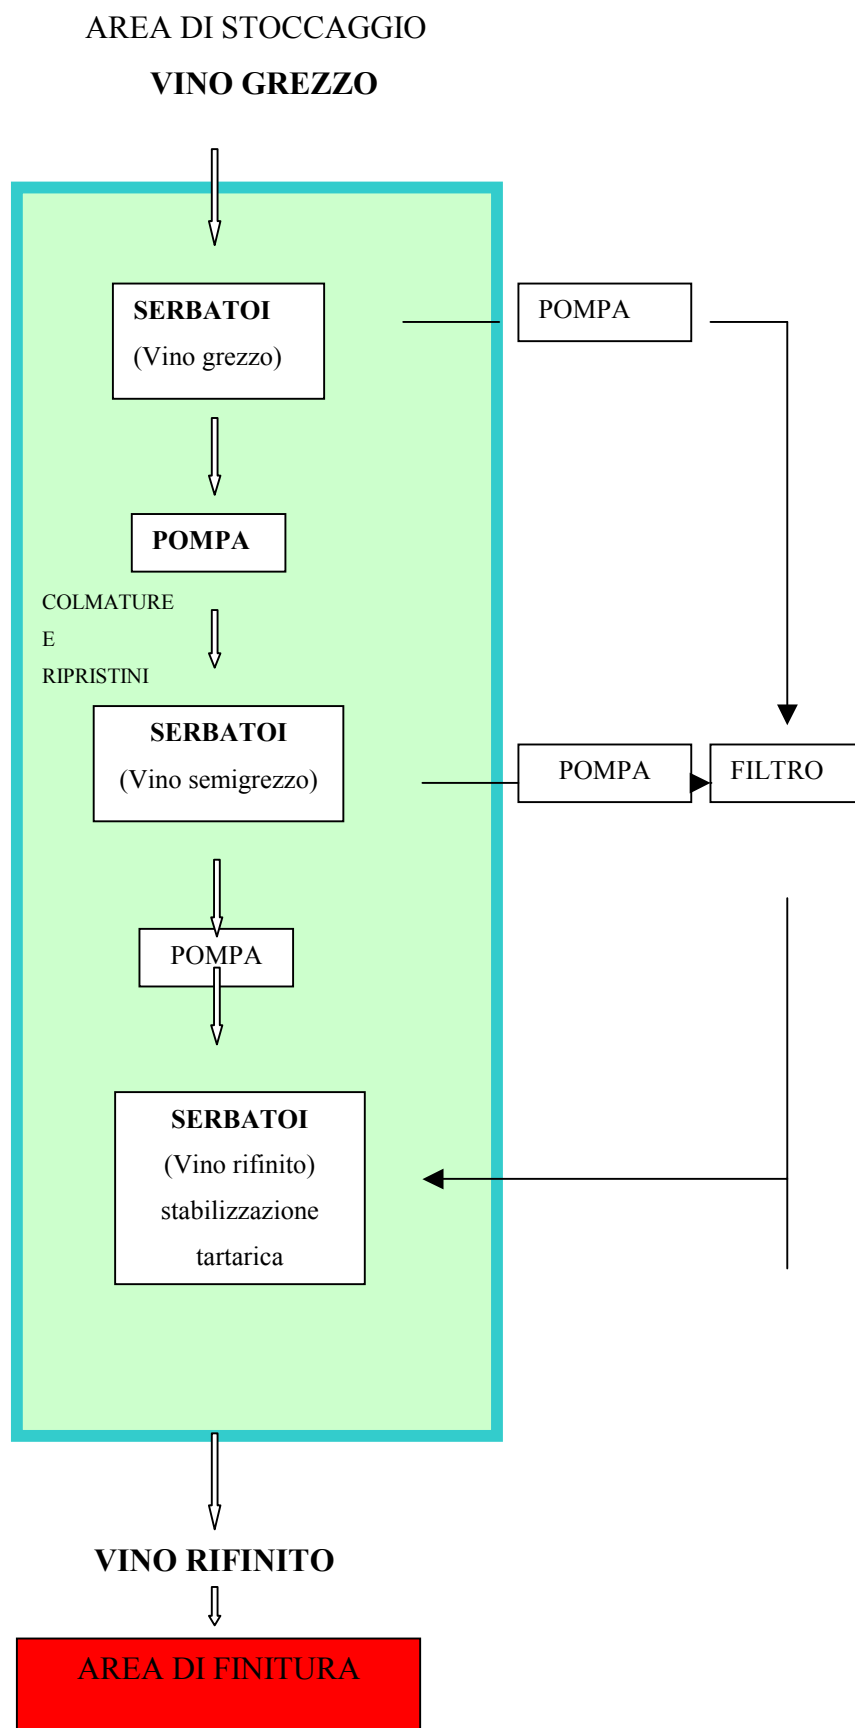 AREA DI STOCCAGGIO
VINO GREZZO
SERBATOI
(Vino grezzo)
POMPA
POMPA
COLMATURE
E
RIPRISTINI
SERBATOI
(Vino semigrezzo)
POMPA
FILTRO
POMPA
SERBATOI
(Vino rifinito)
stabilizzazione
tartarica
VINO RIFINITO
AREA DI FINITURA